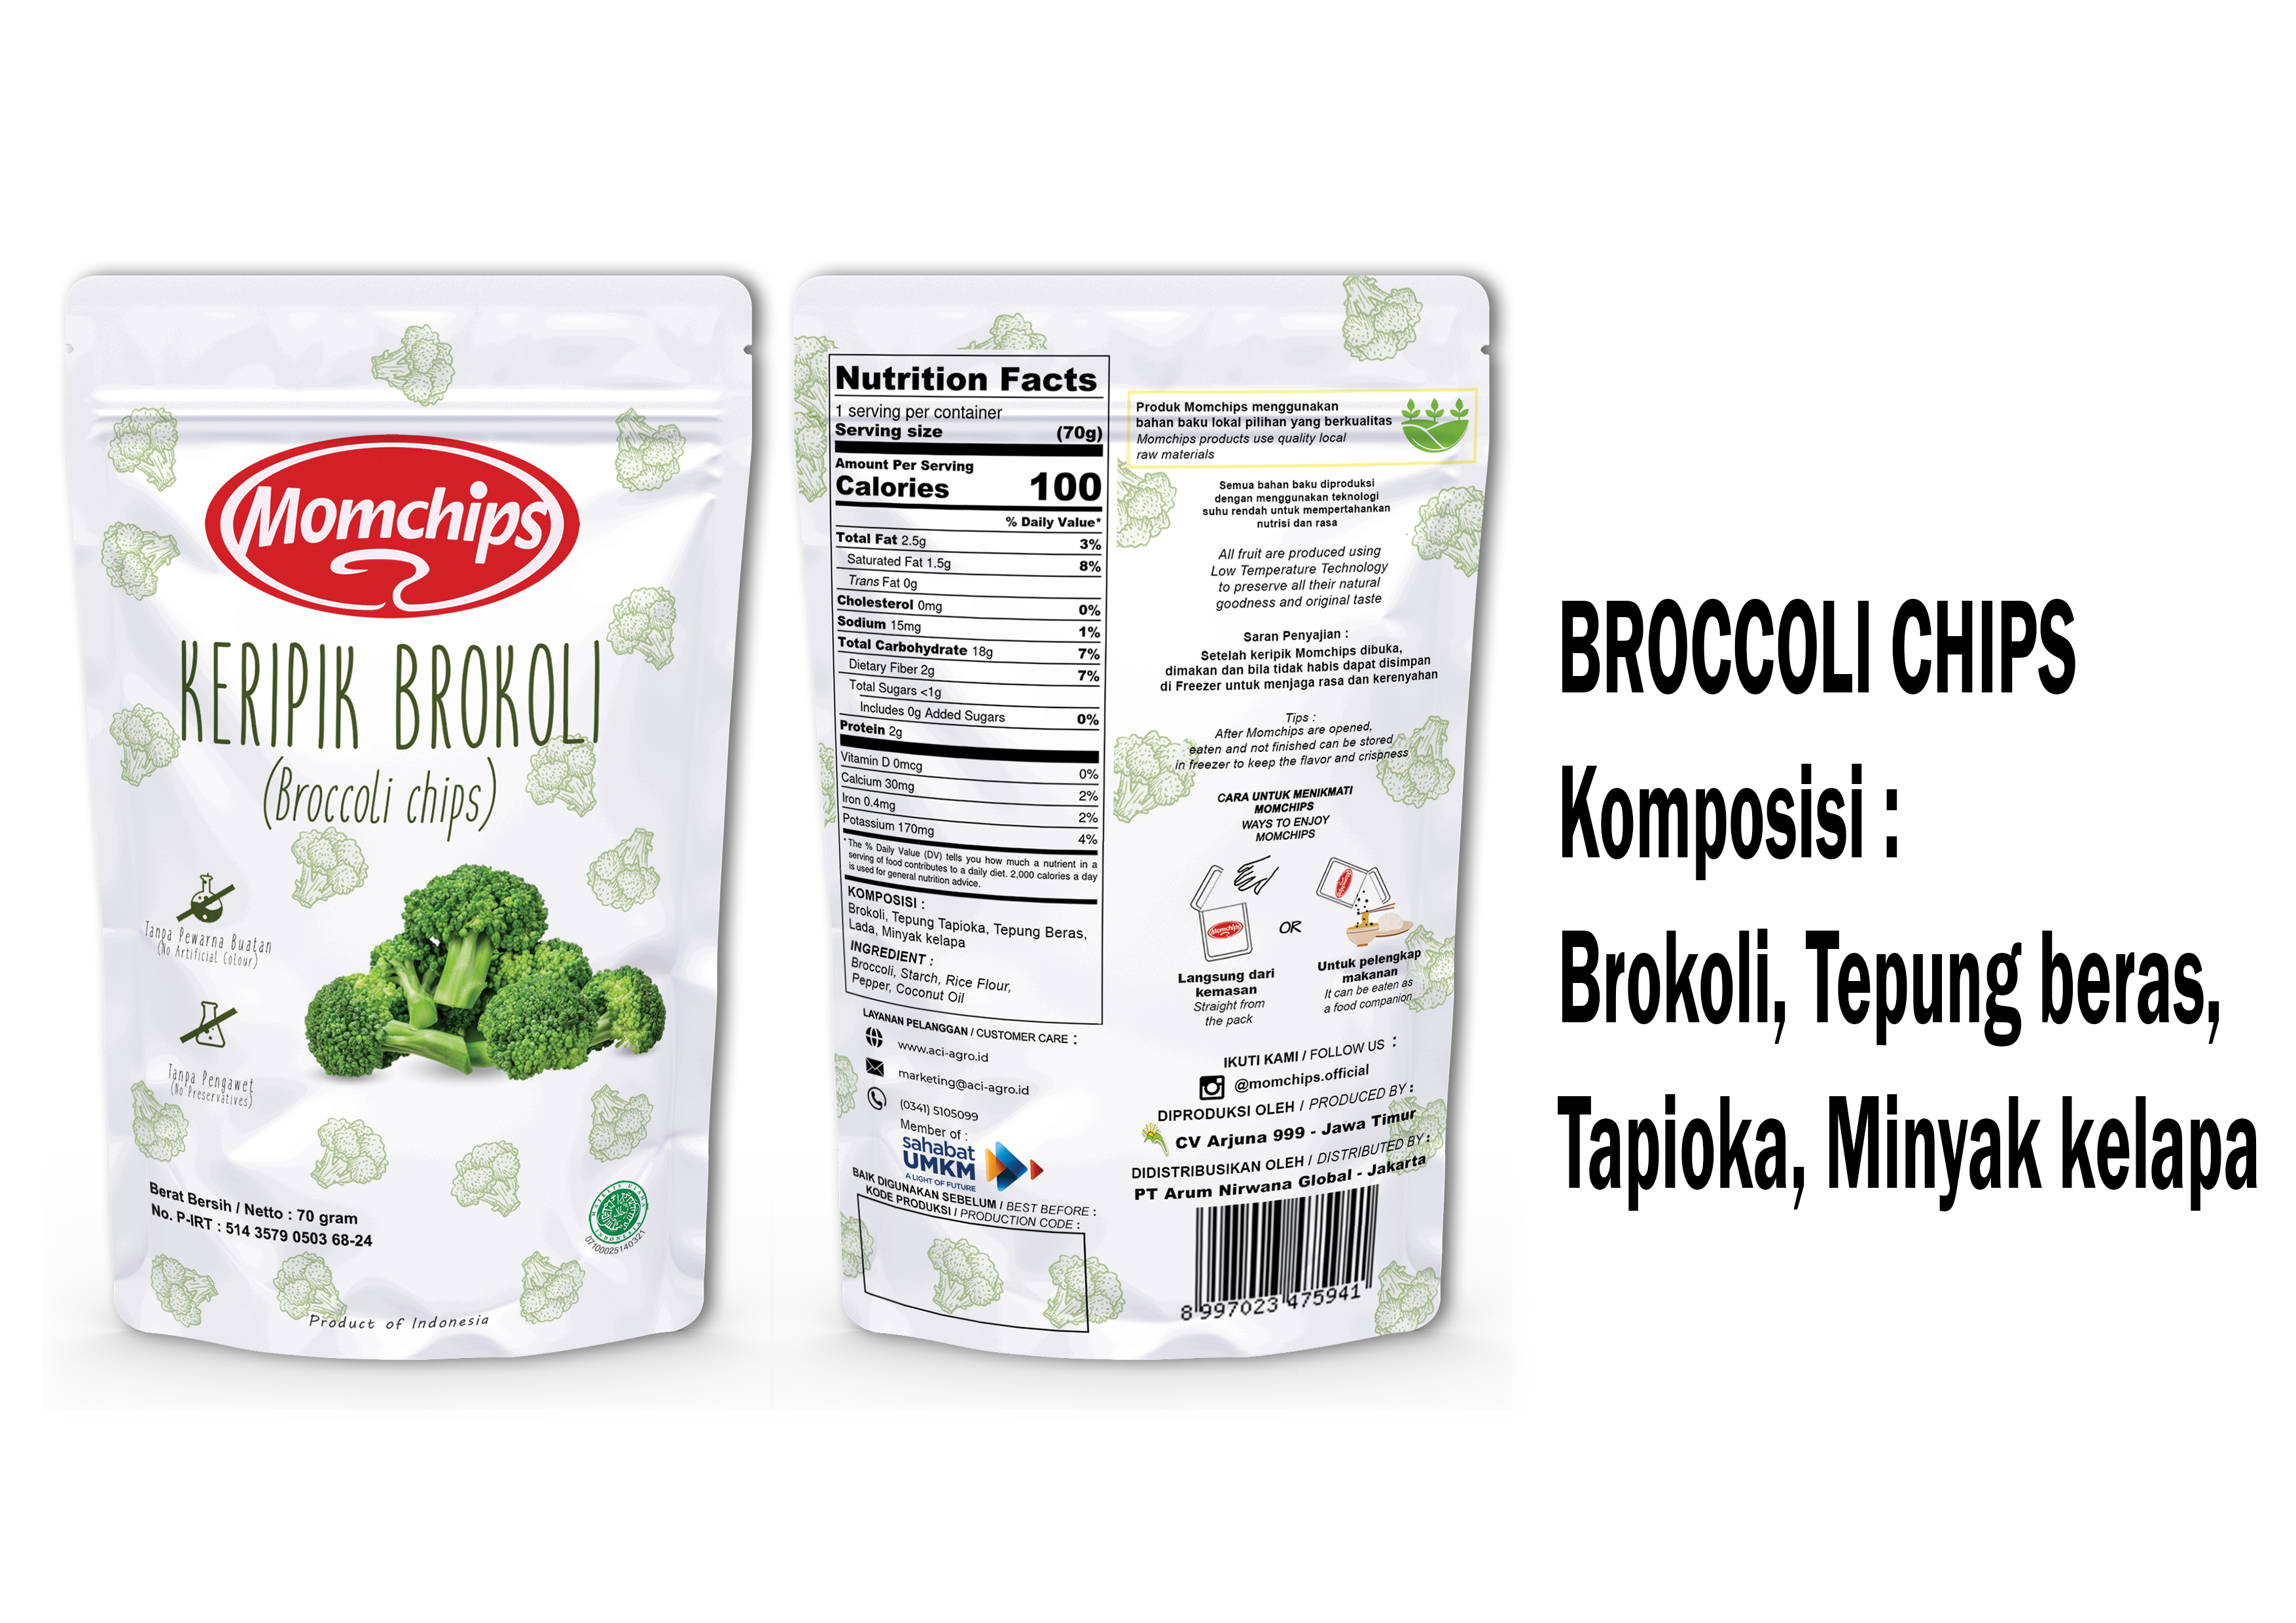 Momchips
KERIPIK BROKOLI
(Broccoli chips)
Tanpa Pewarna Buatan
(No Artificial Colour)
Tanpa Pengawet
(No Preservatives)
Berat Bersih / Netto : 70 gram
No. P-IRT : 514 3579 0503 68-24
07100025140321
Product of Indonesia
Nutrition Facts
1 serving per container
Serving size (70g)
Amount Per Serving
Calories 100
% Daily Value*
Total Fat 2.5g 3%
Saturated Fat 1.5g 8%
Trans Fat 0g
Cholesterol 0mg 0%
Sodium 15mg 1%
Total Carbohydrate 18g 7%
Dietary Fiber 2g 7%
Total Sugars <1g
Includes 0g Added Sugars 0%
Protein 2g
Vitamin D 0mcg 0%
Calcium 30mg 2%
Iron 0.4mg 2%
Potassium 170mg 4%
*The % Daily Value (DV) tells you how much a nutrient in a
serving of food contributes to a daily diet. 2,000 calories a day
is used for general nutrition advice.
KOMPOSISI :
Brokoli, Tepung Tapioka, Tepung Beras,
Lada, Minyak kelapa
INGREDIENT :
Broccoli, Starch, Rice Flour,
Pepper, Coconut Oil
LAYANAN PELANGGAN / CUSTOMER CARE :
www.aci-agro.id
marketing@aci-agro.id
(0341) 5105099
Member of :
sahabat
UMKM
A LIGHT OF FUTURE
BAIK DIGUNAKAN SEBELUM / BEST BEFORE :
KODE PRODUKSI / PRODUCTION CODE :
Produk Momchips menggunakan
bahan baku lokal pilihan yang berkualitas
Momchips products use quality local
raw materials
Semua bahan baku diproduksi
dengan menggunakan teknologi
suhu rendah untuk mempertahankan
nutrisi dan rasa
All fruit are produced using
Low Temperature Technology
to preserve all their natural
goodness and original taste
Saran Penyajian :
Setelah keripik Momchips dibuka,
dimakan dan bila tidak habis dapat disimpan
di Freezer untuk menjaga rasa dan kerenyahan
Tips :
After Momchips are opened,
eaten and not finished can be stored
in freezer to keep the flavor and crispness
CARA UNTUK MENIKMATI
MOMCHIPS
WAYS TO ENJOY
MOMCHIPS
Momchips
OR
Langsung dari
kemasan
Straight from
the pack
Untuk pelengkap
makanan
It can be eaten as
a food companion
IKUTI KAMI / FOLLOW US :
@momchips.official
DIPRODUKSI OLEH / PRODUCED BY :
CV Arjuna 999 - Jawa Timur
DIDISTRIBUSIKAN OLEH / DISTRIBUTED BY :
PT Arum Nirwana Global - Jakarta
8 997023 475941
BROCCOLI CHIPS
Komposisi :
Brokoli, Tepung beras,
Tapioka, Minyak kelapa